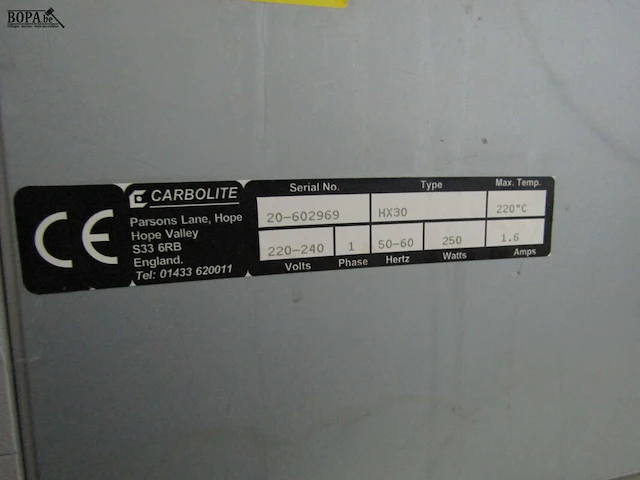 BOPA.be
CE
CARBOLITE
Parsons Lane, Hope
Hope Valley
S33 6RB
England.
Tel: 01433 620011
Serial No. Type Max. Temp.
20-602969 HX30 220°C
220-240 1 50-60 250 1.6
Volts Phase Hertz Watts Amps